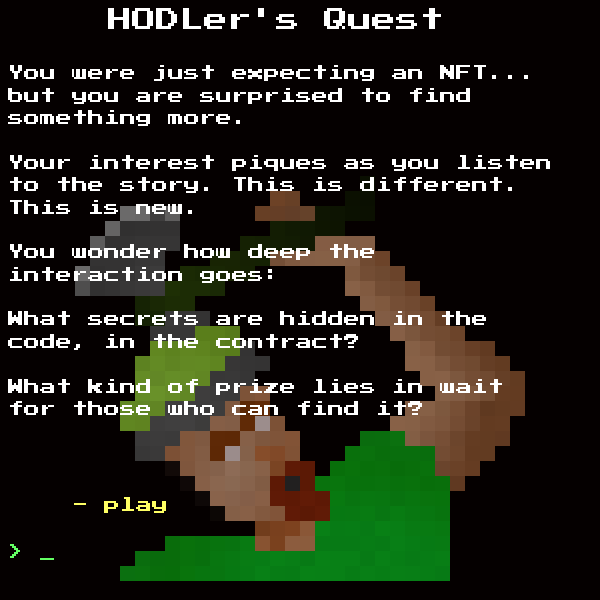 HODLer's Quest
You were just expecting an NFT...
but you are surprised to find
something more.
Your interest piques as you listen
to the story. This is different.
This is new.
You wonder how deep the
interaction goes:
What secrets are hidden in the
code, in the contract?
What kind of prize lies in wait
for those who can find it?
- play
> _